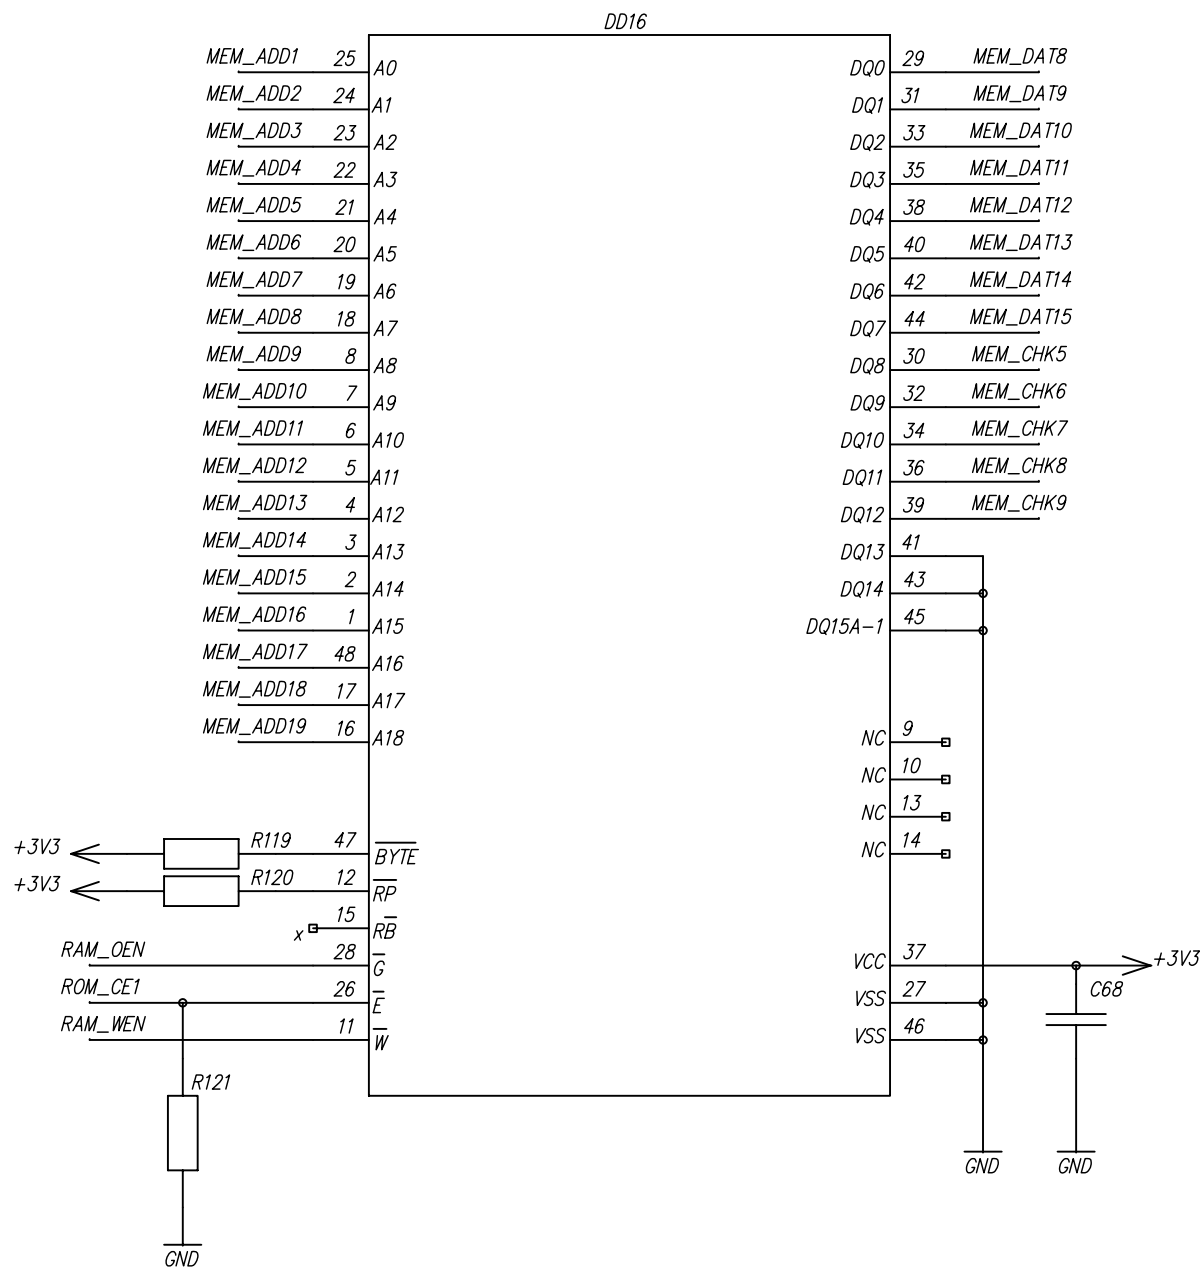 DD16
MEM_ADD1 25 A0 DQ0 29 MEM_DAT8
MEM_ADD2 24 A1 DQ1 31 MEM_DAT9
MEM_ADD3 23 A2 DQ2 33 MEM_DAT10
MEM_ADD4 22 A3 DQ3 35 MEM_DAT11
MEM_ADD5 21 A4 DQ4 38 MEM_DAT12
MEM_ADD6 20 A5 DQ5 40 MEM_DAT13
MEM_ADD7 19 A6 DQ6 42 MEM_DAT14
MEM_ADD8 18 A7 DQ7 44 MEM_DAT15
MEM_ADD9 8 A8 DQ8 30 MEM_CHK5
MEM_ADD10 7 A9 DQ9 32 MEM_CHK6
MEM_ADD11 6 A10 DQ10 34 MEM_CHK7
MEM_ADD12 5 A11 DQ11 36 MEM_CHK8
MEM_ADD13 4 A12 DQ12 39 MEM_CHK9
MEM_ADD14 3 A13 DQ13 41
MEM_ADD15 2 A14 DQ14 43
MEM_ADD16 1 A15 DQ15A-1 45
MEM_ADD17 48 A16
MEM_ADD18 17 A17
MEM_ADD19 16 A18 NC 9
NC 10
NC 13
+3V3 R119 47 BYTE NC 14
+3V3 R120 12 RP
x 15 RB
RAM_OEN 28 G VCC 37 +3V3
ROM_CE1 26 E VSS 27 C68
RAM_WEN 11 W VSS 46
R121
GND GND
GND